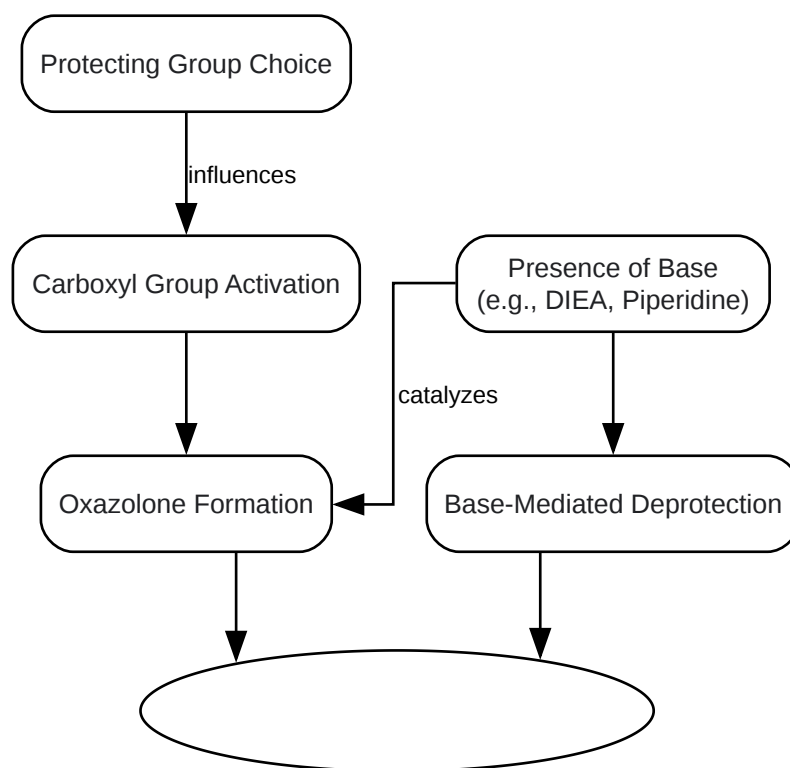 Protecting Group Choice
influences
Carboxyl Group Activation
Presence of Base
(e.g., DIEA, Piperidine)
catalyzes
Oxazolone Formation
Base-Mediated Deprotection